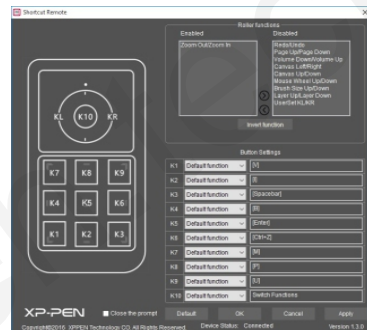 Shortcut Remote
Roller functions
Enabled
Disabled
Zoom Out/Zoom In
Redo/Undo
Page Up/Page Down
Volume Down/Volume Up
Canvas Left/Right
Canvas Up/Down
Mouse Wheel Up/Down
Brush Size Up/Down
Layer Up/Layer Down
UserSet KL/KR
Invert function
KL
K10
KR
K7 K8 K9
K4 K5 K6
K1 K2 K3
Button Settings
K1 Default function [V]
K2 Default function [I]
K3 Default function [Spacebar]
K4 Default function [B]
K5 Default function [Enter]
K6 Default function [Ctrl+Z]
K7 Default function [M]
K8 Default function [P]
K9 Default function [U]
K10 Default function Switch Functions
XP-PEN
Close the prompt
Default
OK
Cancel
Apply
Copyright©2016 XPPEN Technology CO. All Rights Reserved.
Device Status: Connected
Version 1.3.0